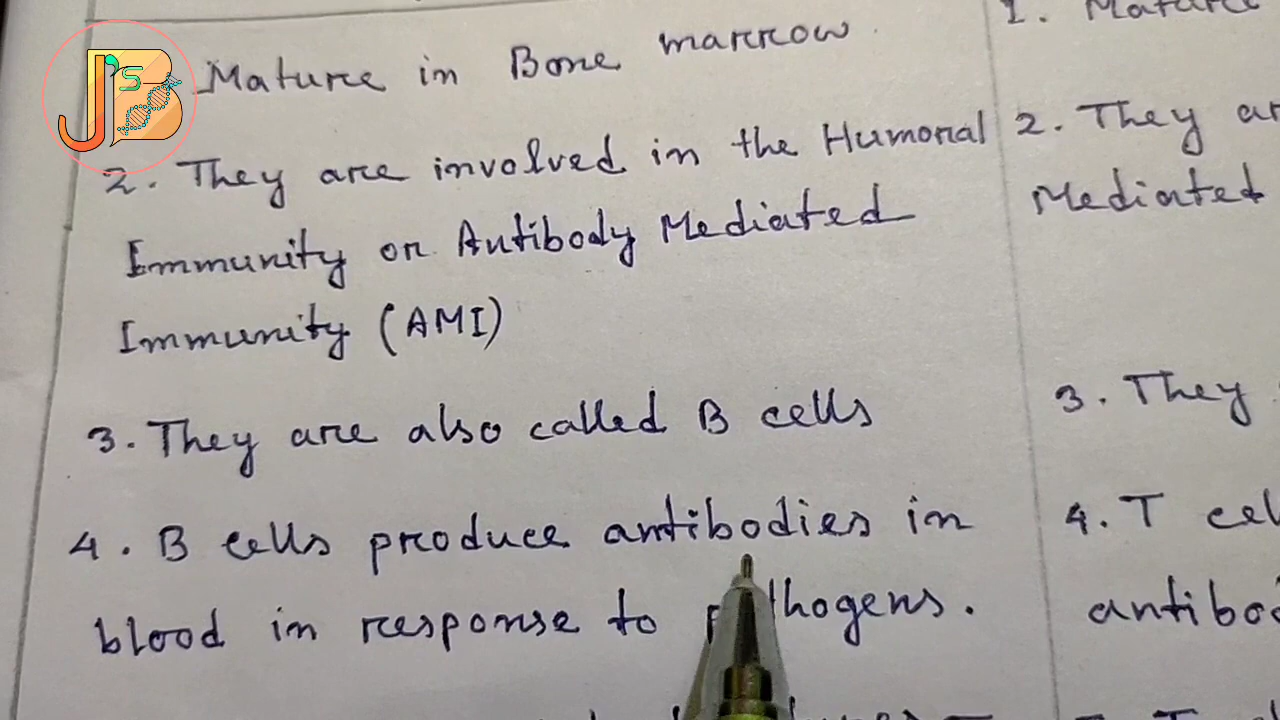 J'S B
Mature in Bone marrow.
2. They are involved in the Humoral
Immunity or Antibody Mediated
Immunity (AMI)
3. They are also called B cells
4. B cells produce antibodies in
blood in response to pathogens.
1. Mature
2. They
Mediated
3. They
4. T